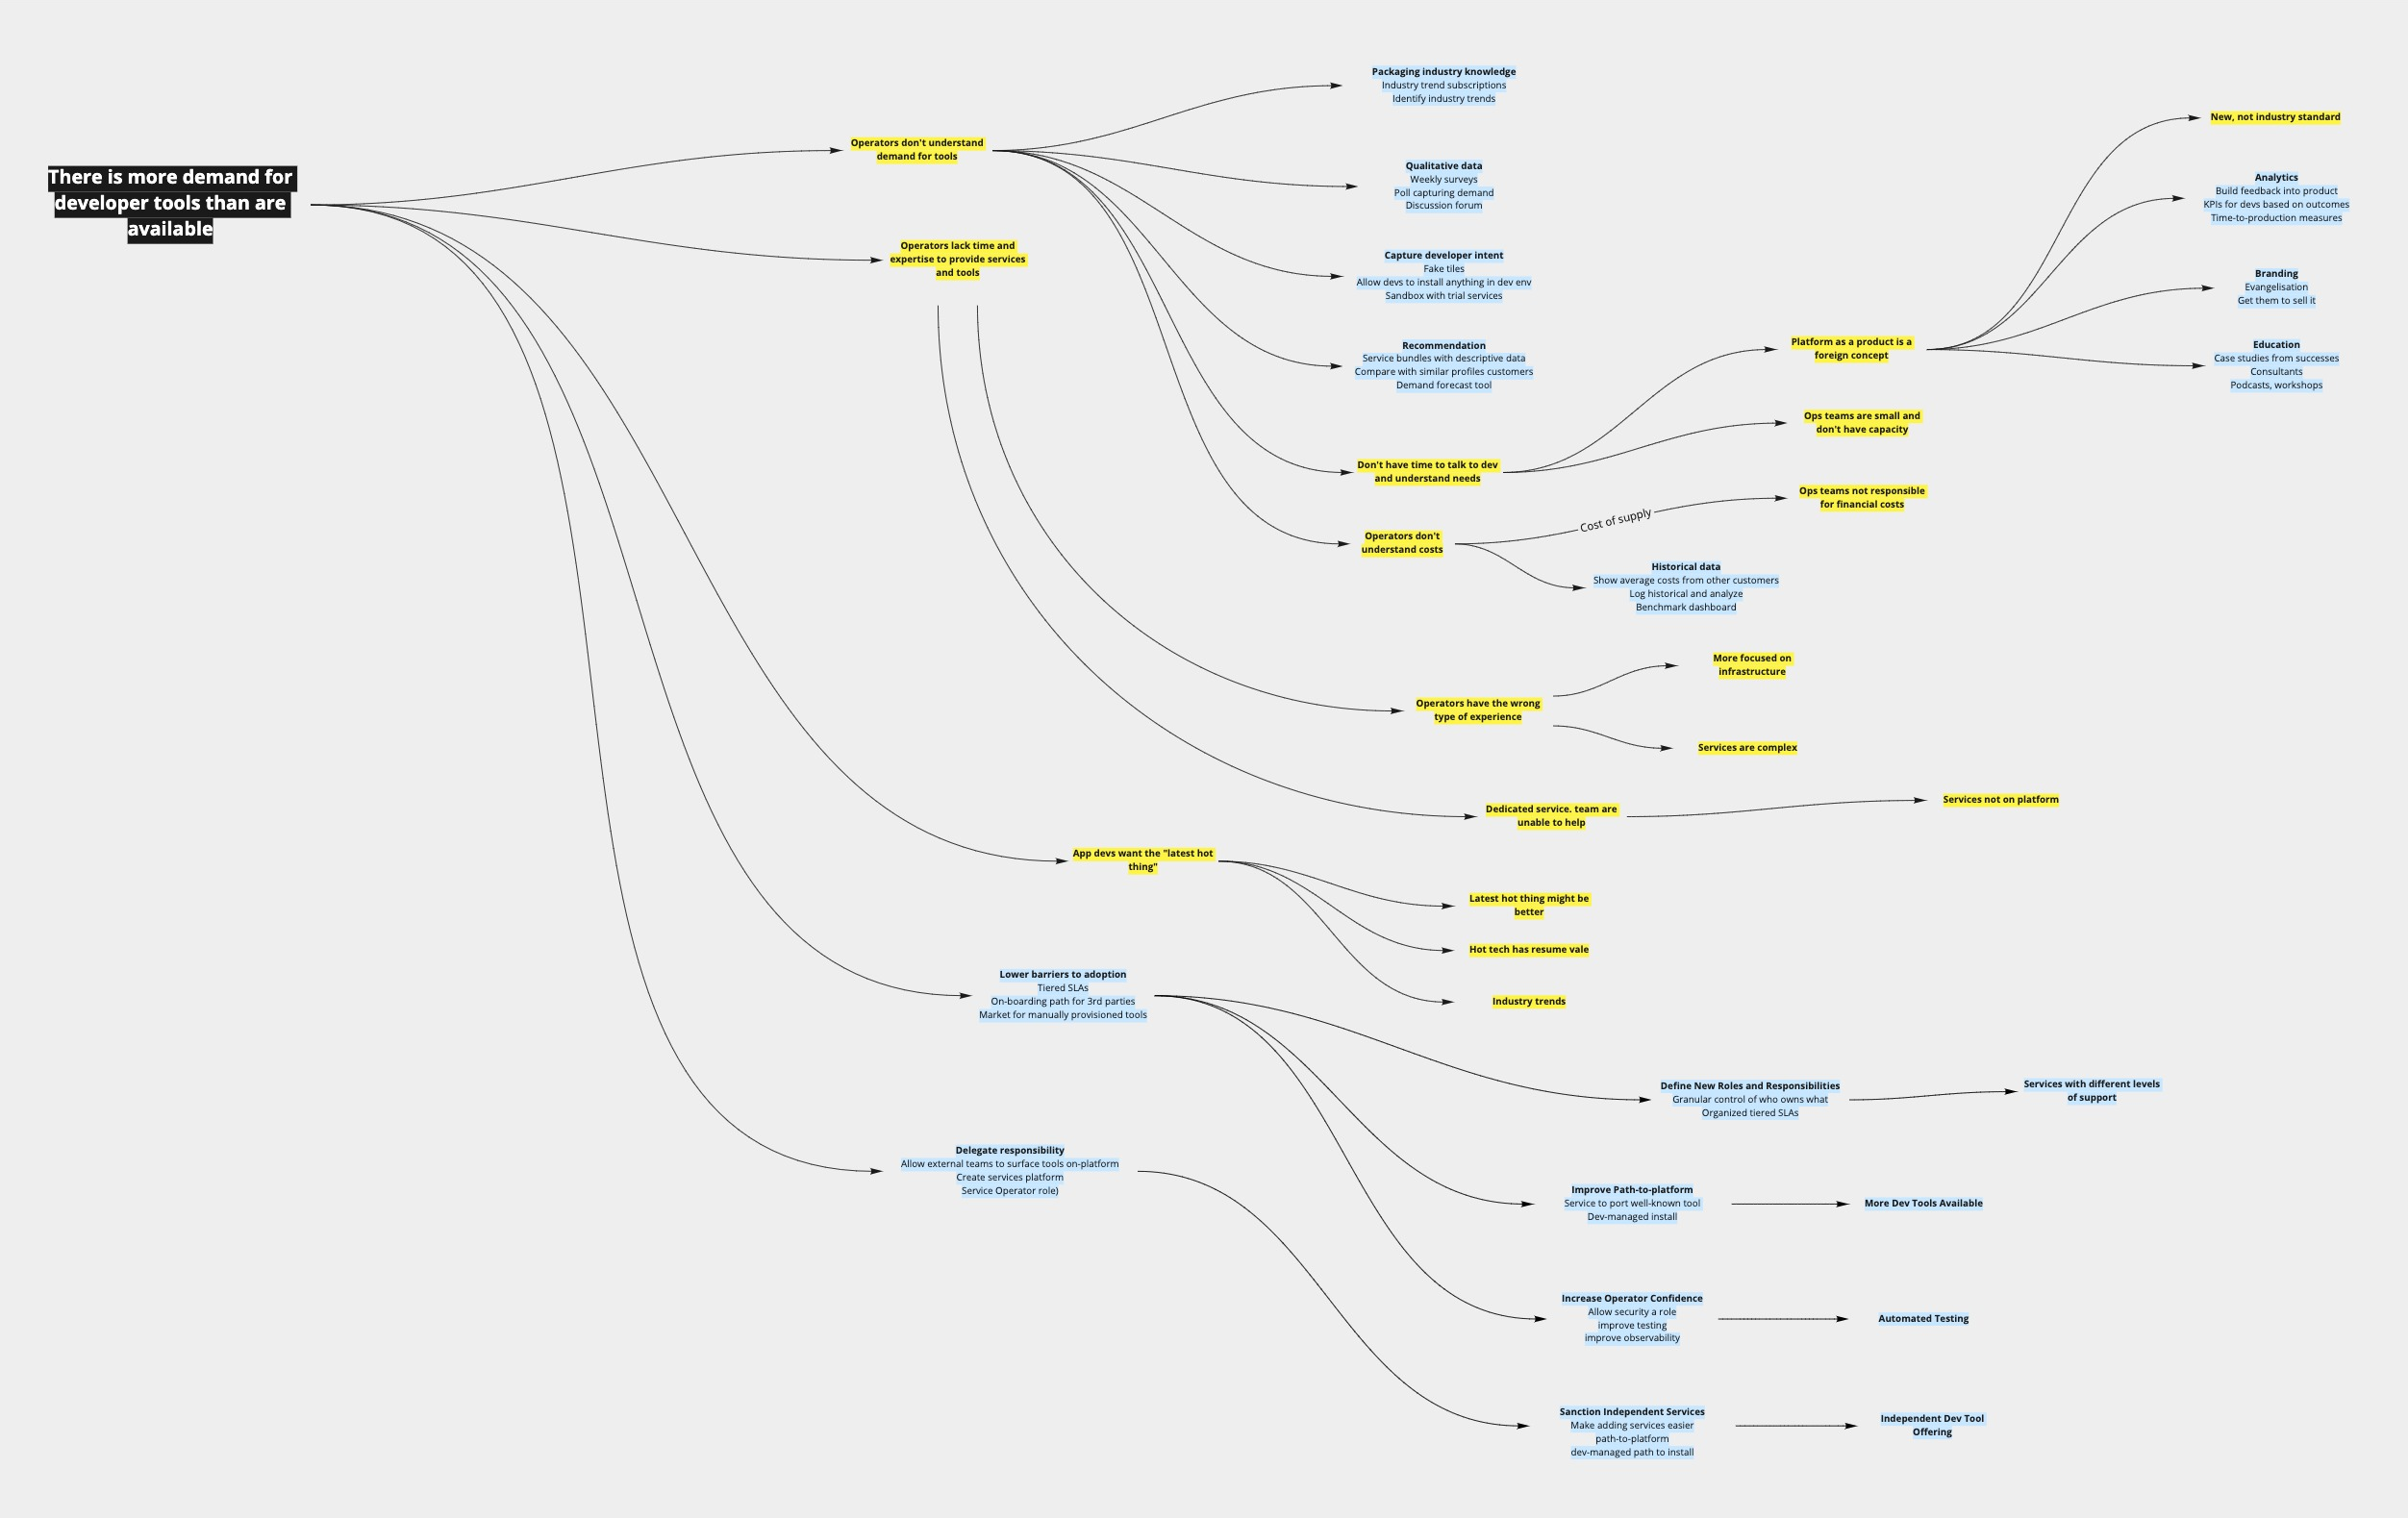 There is more demand for
developer tools than are
available
Operators don't understand
demand for tools
Operators lack time and
expertise to provide services
and tools
Packaging industry knowledge
Industry trend subscriptions
Identify industry trends
Qualitative data
Weekly surveys
Poll capturing demand
Discussion forum
Capture developer intent
Fake tiles
Allow devs to install anything in dev env
Sandbox with trial services
Recommendation
Service bundles with descriptive data
Compare with similar profiles customers
Demand forecast tool
Don't have time to talk to dev
and understand needs
Operators don't
understand costs
Platform as a product is a
foreign concept
Ops teams are small and
don't have capacity
Cost of supply
Ops teams not responsible
for financial costs
Historical data
Show average costs from other customers
Log historical and analyze
Benchmark dashboard
New, not industry standard
Analytics
Build feedback into product
KPIs for devs based on outcomes
Time-to-production measures
Branding
Evangelisation
Get them to sell it
Education
Case studies from successes
Consultants
Podcasts, workshops
Operators have the wrong
type of experience
More focused on
infrastructure
Services are complex
Dedicated service. team are
unable to help
Services not on platform
App devs want the "latest hot
thing"
Latest hot thing might be
better
Hot tech has resume vale
Industry trends
Lower barriers to adoption
Tiered SLAs
On-boarding path for 3rd parties
Market for manually provisioned tools
Define New Roles and Responsibilities
Granular control of who owns what
Organized tiered SLAs
Services with different levels
of support
Improve Path-to-platform
Service to port well-known tool
Dev-managed install
More Dev Tools Available
Increase Operator Confidence
Allow security a role
improve testing
improve observability
Automated Testing
Delegate responsibility
Allow external teams to surface tools on-platform
Create services platform
Service Operator role)
Sanction Independent Services
Make adding services easier
path-to-platform
dev-managed path to install
Independent Dev Tool
Offering